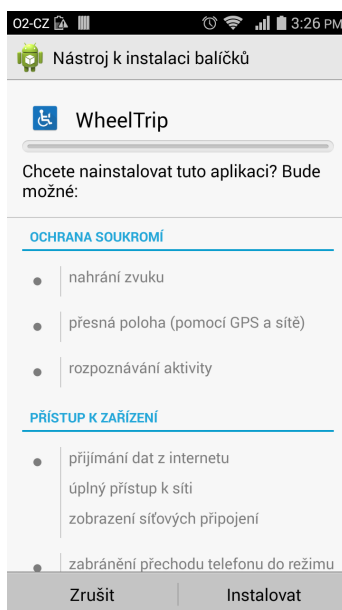 O2-CZ 3:26 PM
Nástroj k instalaci balíčků
WheelTrip
Chcete nainstalovat tuto aplikaci? Bude
možné:
OCHRANA SOUKROMÍ
nahrání zvuku
přesná poloha (pomocí GPS a sítě)
rozpoznávání aktivity
PŘÍSTUP K ZAŘÍZENÍ
přijímání dat z internetu
úplný přístup k síti
zobrazení síťových připojení
zabránění přechodu telefonu do režimu
Zrušit Instalovat